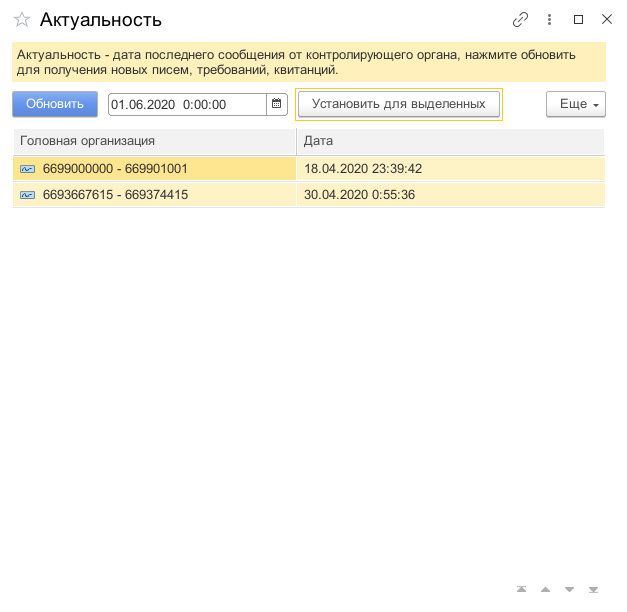 Актуальность
Актуальность - дата последнего сообщения от контролирующего органа, нажмите обновить
для получения новых писем, требований, квитанций.
Обновить 01.06.2020 0:00:00 Установить для выделенных Еще
Головная организация Дата
6699000000 - 669901001 18.04.2020 23:39:42
6693667615 - 669374415 30.04.2020 0:55:36